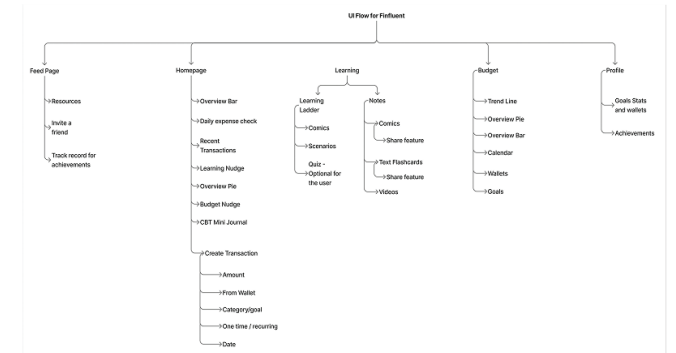 UI Flow for Finfluent
Feed Page
Resources
Invite a
friend
Track record for
achievements
Homepage
Overview Bar
Daily expense check
Recent
Transactions
Learning Nudge
Overview Pie
Budget Nudge
CBT Mini Journal
Create Transaction
Amount
From Wallet
Category/goal
One time / recurring
Date
Learning
Learning
Ladder
Comics
Scenarios
Quiz -
Optional for
the user
Notes
Comics
Share feature
Text Flashcards
Share feature
Videos
Budget
Trend Line
Overview Pie
Overview Bar
Calendar
Wallets
Goals
Profile
Goals Stats
and wallets
Achievements